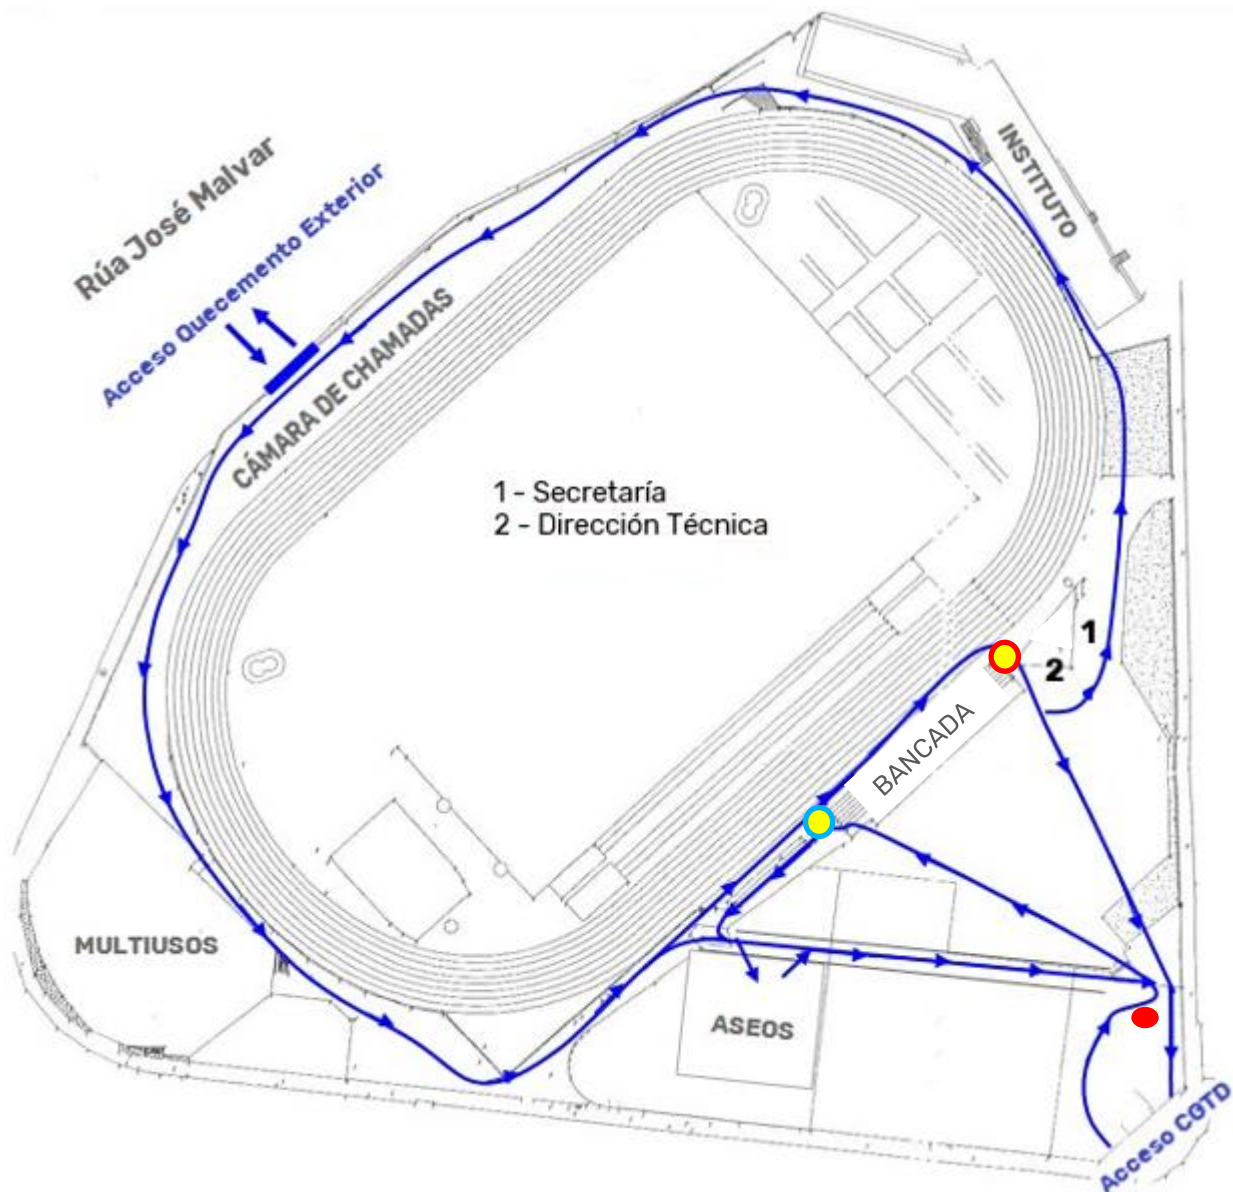 INSTITUTO
Rúa José Malvar
Acceso Quecemento Exterior
CÁMARA DE CHAMADAS
1 - Secretaría
2 - Dirección Técnica
1
2
BANCADA
MULTIUSOS
ASEOS
Acceso CGTD